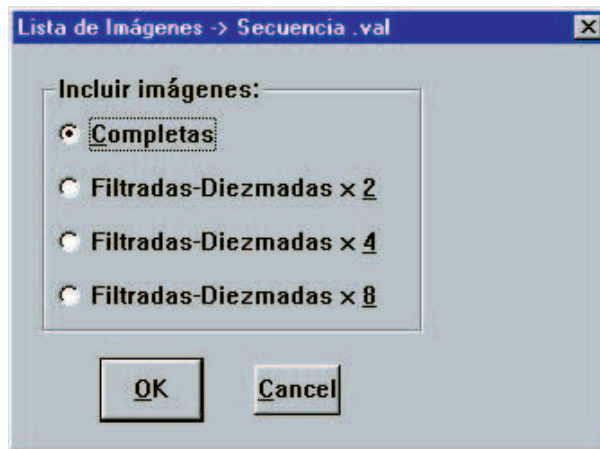 Lista de Imágenes -> Secuencia .val
Incluir imágenes:
Completas
Filtradas-Diezmadas x 2
Filtradas-Diezmadas x 4
Filtradas-Diezmadas x 8
OK
Cancel